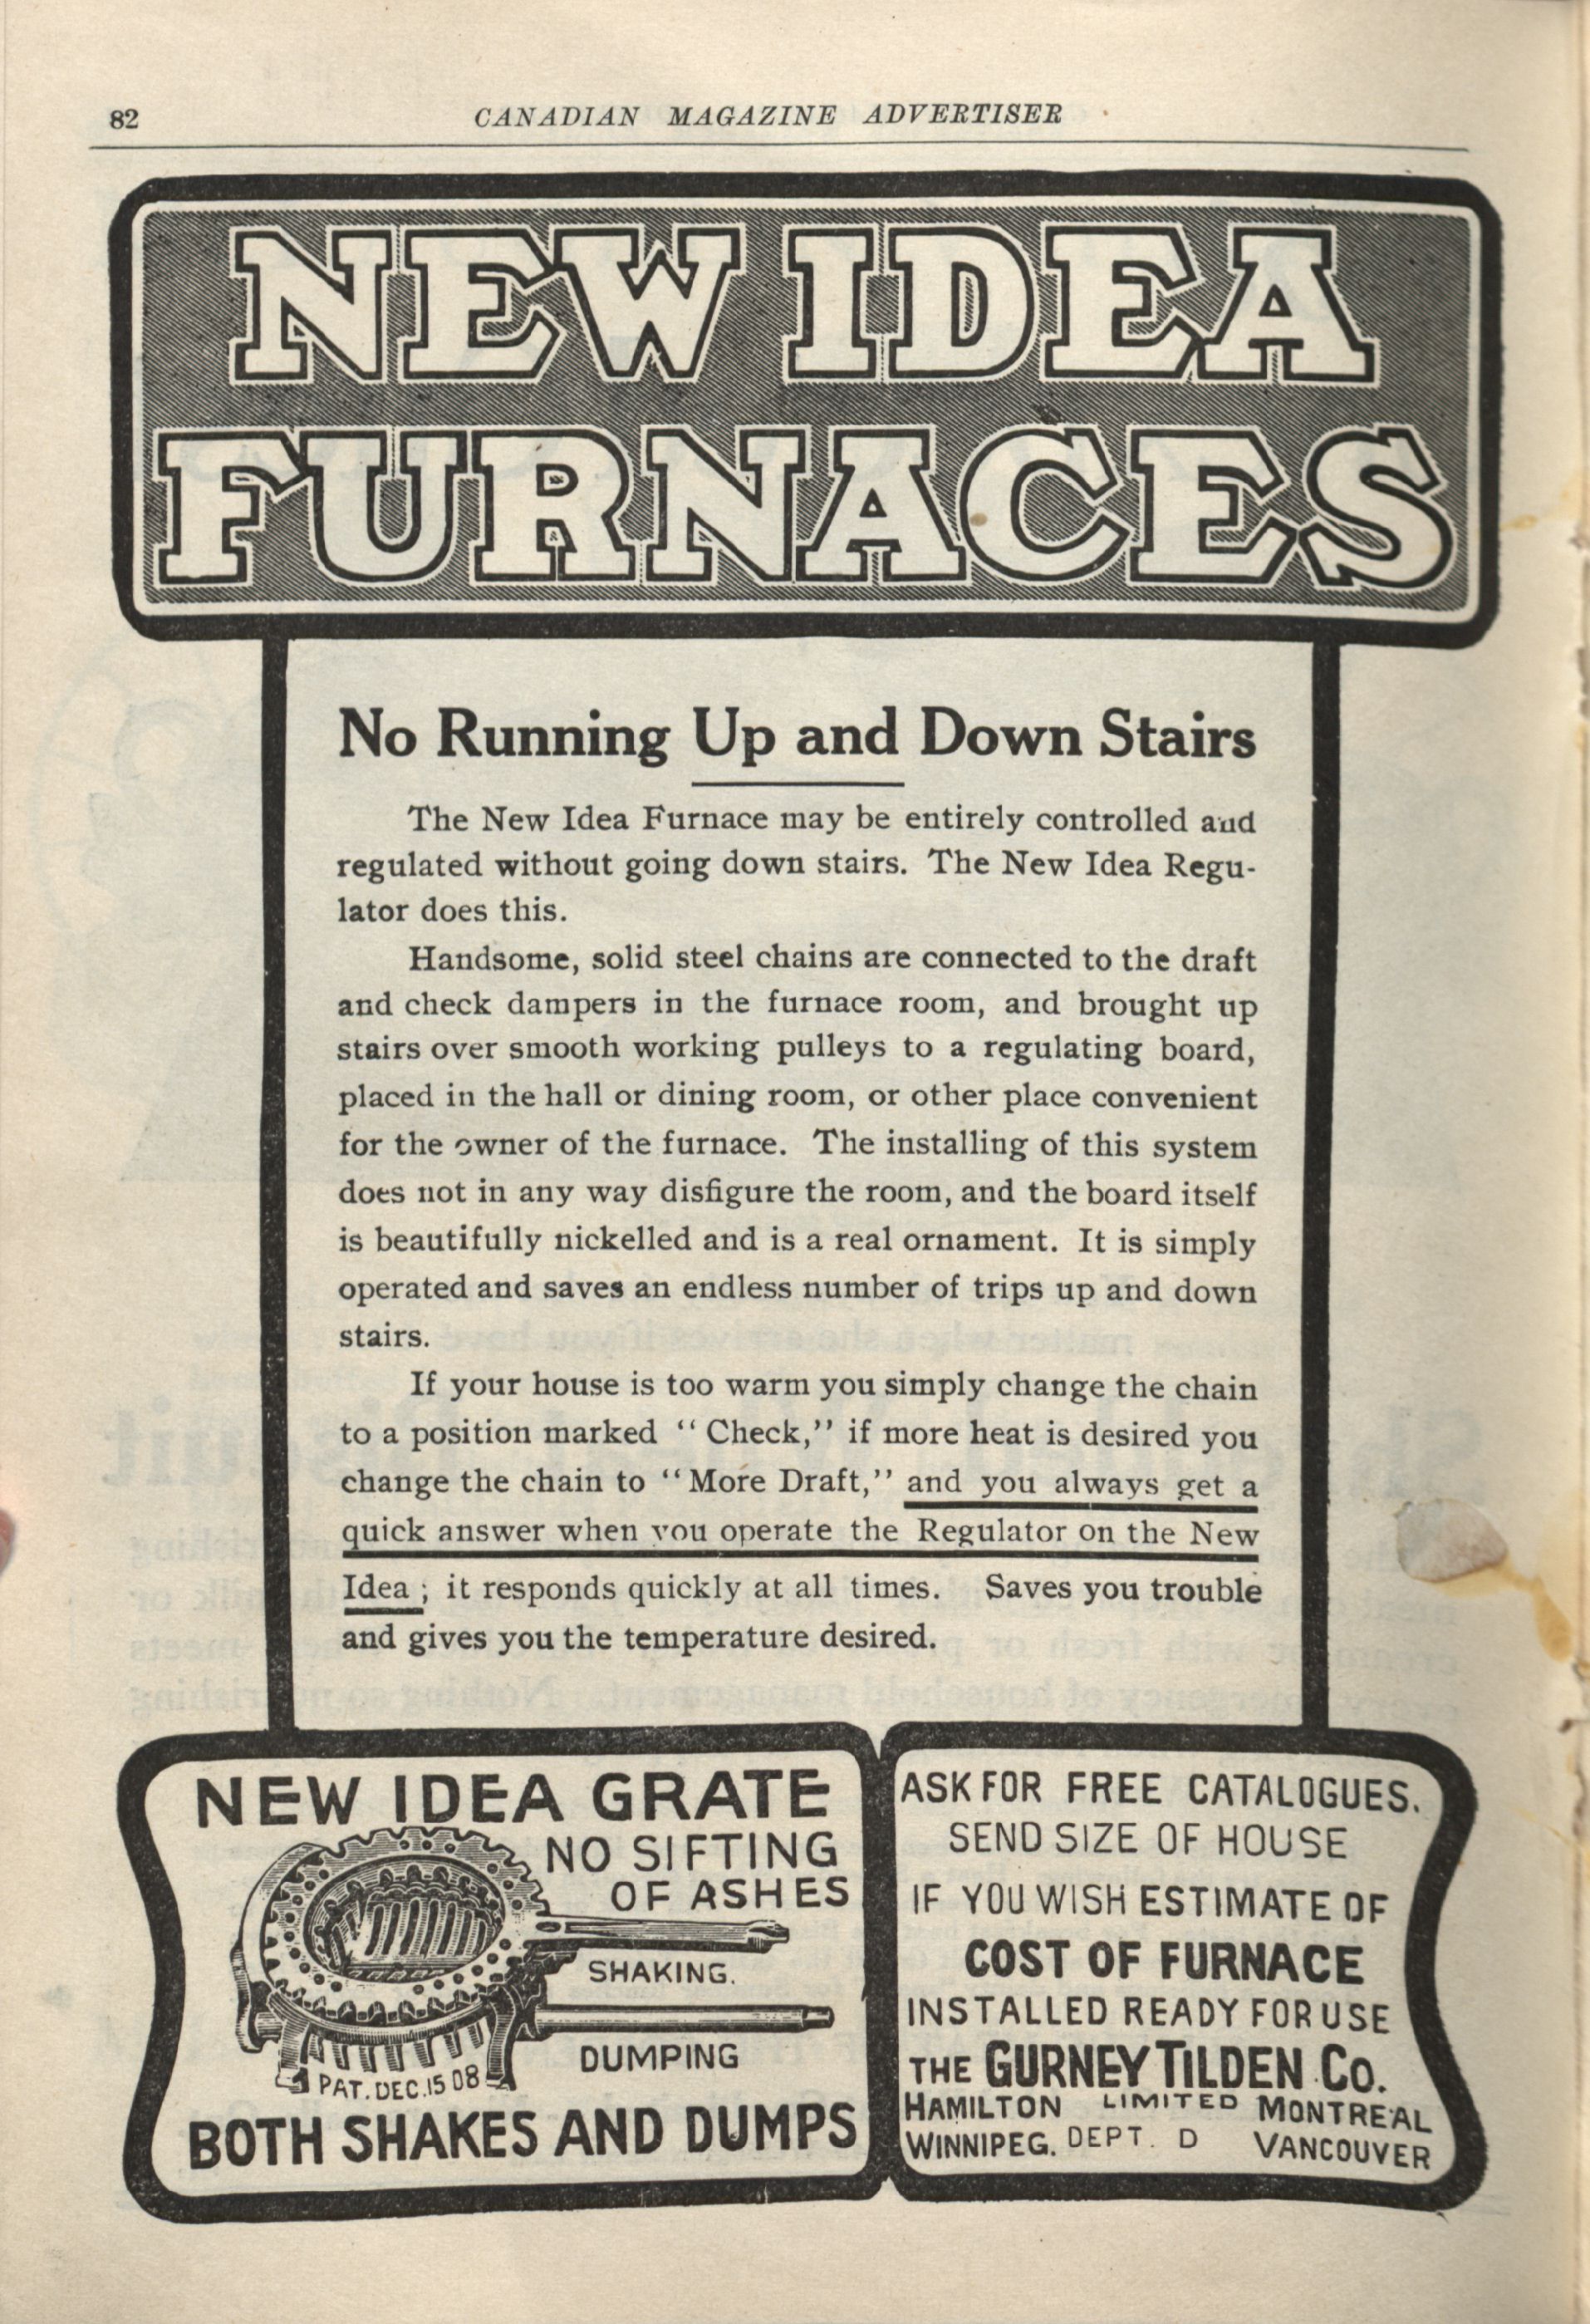 82
CANADIAN MAGAZINE ADVERTISER
NEW IDEA
FURNACES
No Running Up and Down Stairs
The New Idea Furnace may be entirely controlled and
regulated without going down stairs. The New Idea Regu-
lator does this.
Handsome, solid steel chains are connected to the draft
and check dampers in the furnace room, and brought up
stairs over smooth working pulleys to a regulating board,
placed in the hall or dining room, or other place convenient
for the owner of the furnace. The installing of this system
does not in any way disfigure the room, and the board itself
is beautifully nickelled and is a real ornament. It is simply
operated and saves an endless number of trips up and down
stairs.
If your house is too warm you simply change the chain
to a position marked “Check,” if more heat is desired you
change the chain to “More Draft,” and you always get a
quick answer when you operate the Regulator on the New
Idea; it responds quickly at all times. Saves you trouble
and gives you the temperature desired.
NEW IDEA GRATE
NO SIFTING
OF ASHES
SHAKING.
DUMPING
PAT. DEC. 15 08
BOTH SHAKES AND DUMPS
ASK FOR FREE CATALOGUES.
SEND SIZE OF HOUSE
IF YOU WISH ESTIMATE OF
COST OF FURNACE
INSTALLED READY FOR USE
THE GURNEY TILDEN CO.
HAMILTON LIMITED MONTREAL
WINNIPEG. DEPT. D VANCOUVER